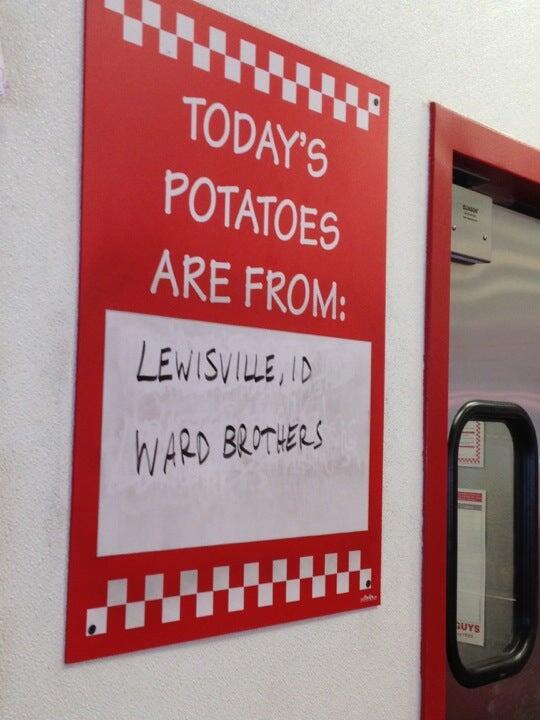 TODAY'S
POTATOES
ARE FROM:
LEWISVILLE, ID
WARD BROTHERS
GUYS